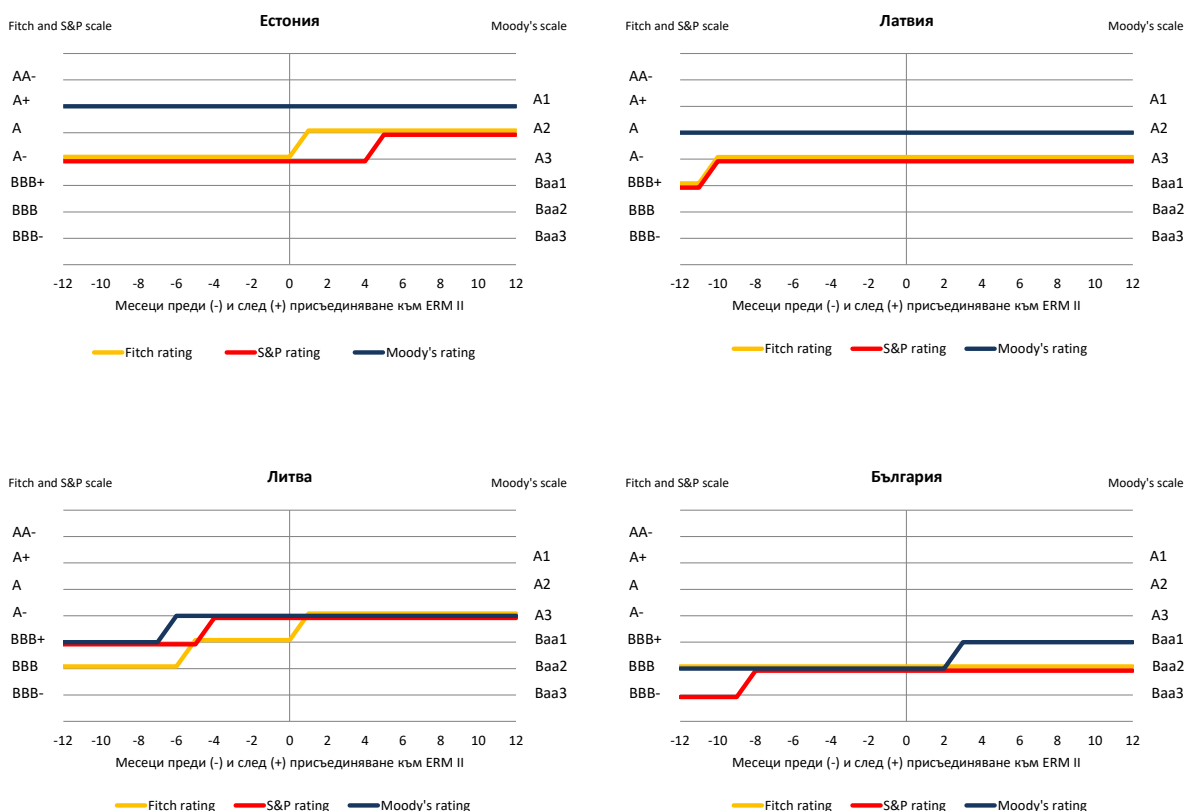 Fitch and S&P scale Естония Moody's scale
AA-
A+ A1
A A2
A- A3
BBB+ Baa1
BBB Baa2
BBB- Baa3
-12 -10 -8 -6 -4 -2 0 2 4 6 8 10 12
Месеци преди (-) и след (+) присъединяване към ERM II
Fitch rating S&P rating Moody's rating
Fitch and S&P scale Латвия Moody's scale
AA-
A+ A1
A A2
A- A3
BBB+ Baa1
BBB Baa2
BBB- Baa3
-12 -10 -8 -6 -4 -2 0 2 4 6 8 10 12
Месеци преди (-) и след (+) присъединяване към ERM II
Fitch rating S&P rating Moody's rating
Fitch and S&P scale Литва Moody's scale
AA-
A+ A1
A A2
A- A3
BBB+ Baa1
BBB Baa2
BBB- Baa3
-12 -10 -8 -6 -4 -2 0 2 4 6 8 10 12
Месеци преди (-) и след (+) присъединяване към ERM II
Fitch rating S&P rating Moody's rating
Fitch and S&P scale България Moody's scale
AA-
A+ A1
A A2
A- A3
BBB+ Baa1
BBB Baa2
BBB- Baa3
-12 -10 -8 -6 -4 -2 0 2 4 6 8 10 12
Месеци преди (-) и след (+) присъединяване към ERM II
Fitch rating S&P rating Moody's rating